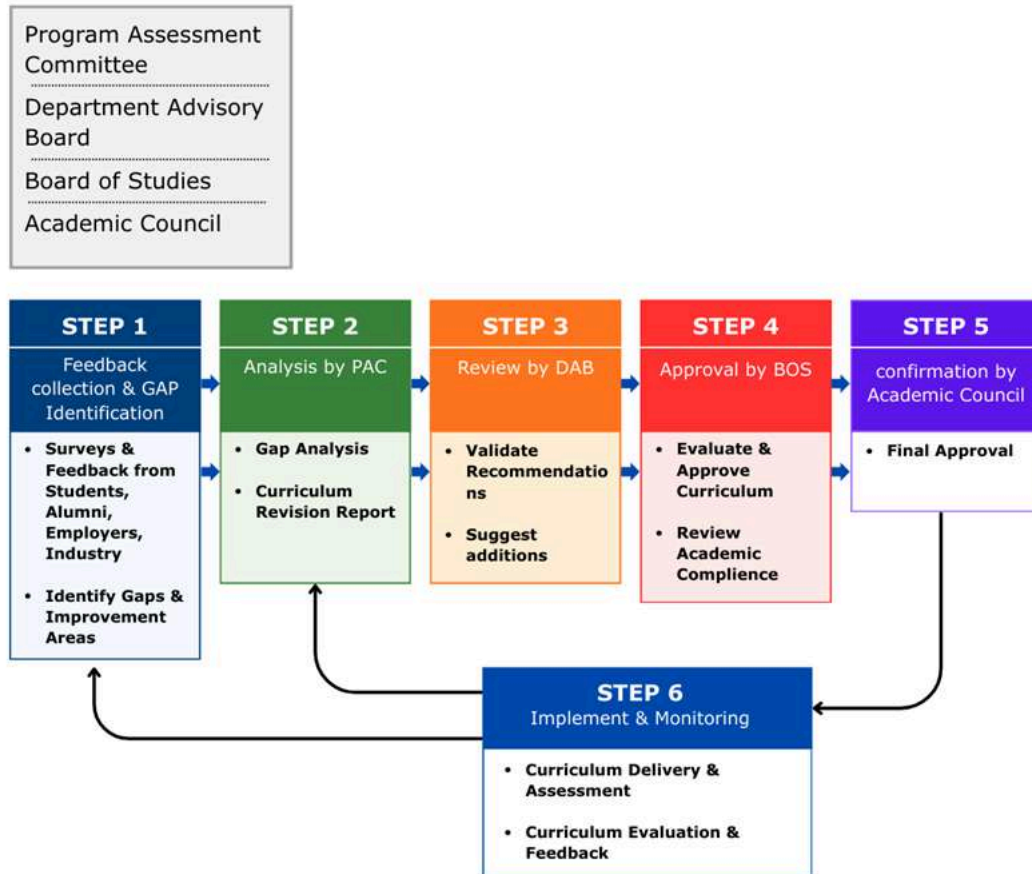 Program Assessment
Committee
Department Advisory
Board
Board of Studies
Academic Council
STEP 1
Feedback
collection & GAP
Identification
• Surveys &
Feedback from
Students,
Alumni,
Employers,
Industry
• Identify Gaps &
Improvement
Areas
STEP 2
Analysis by PAC
• Gap Analysis
• Curriculum
Revision Report
STEP 3
Review by DAB
• Validate
Recommendatio
ns
• Suggest
additions
STEP 4
Approval by BOS
• Evaluate &
Approve
Curriculum
• Review
Academic
Complience
STEP 5
confirmation by
Academic Council
• Final Approval
STEP 6
Implement & Monitoring
• Curriculum Delivery &
Assessment
• Curriculum Evaluation &
Feedback